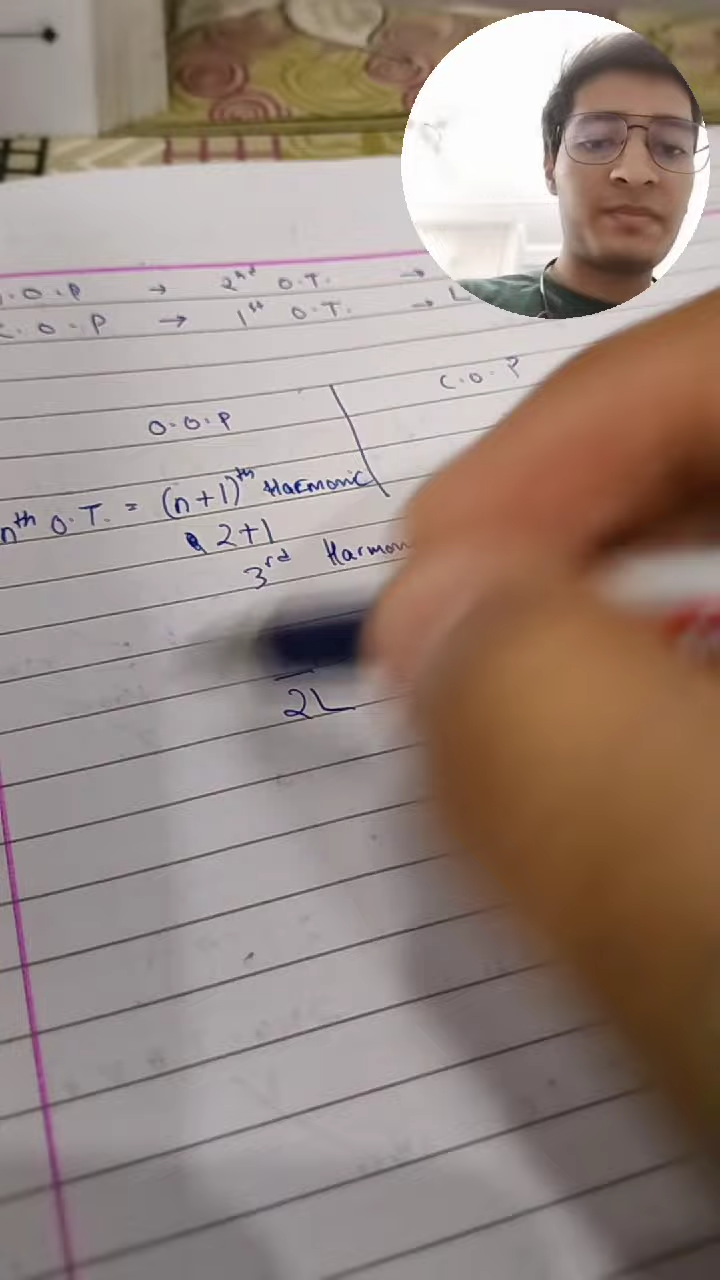 O.O.P → 2nd O.T. →
C.O.P → 1st O.T. → L
O.O.P
C.O.P
nth O.T. = (n+1)th Harmonic
2+1
3rd Harmon
2L